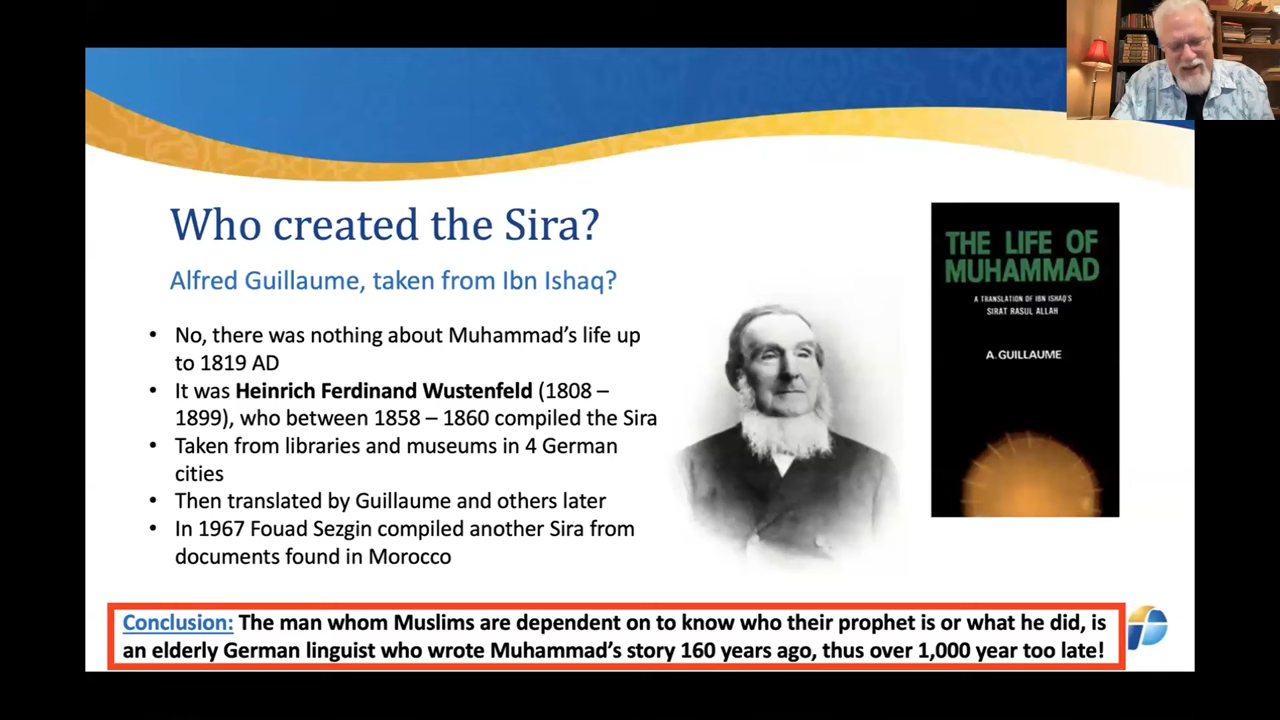 Who created the Sira?
Alfred Guillaume, taken from Ibn Ishaq?
• No, there was nothing about Muhammad's life up
to 1819 AD
• It was Heinrich Ferdinand Wustenfeld (1808 –
1899), who between 1858 – 1860 compiled the Sira
• Taken from libraries and museums in 4 German
cities
• Then translated by Guillaume and others later
• In 1967 Fouad Sezgin compiled another Sira from
documents found in Morocco
THE LIFE OF
MUHAMMAD
A TRANSLATION OF IBN ISHAQ'S
SIRAT RASUL ALLAH
A. GUILLAUME
Conclusion: The man whom Muslims are dependent on to know who their prophet is or what he did, is
an elderly German linguist who wrote Muhammad's story 160 years ago, thus over 1,000 year too late!